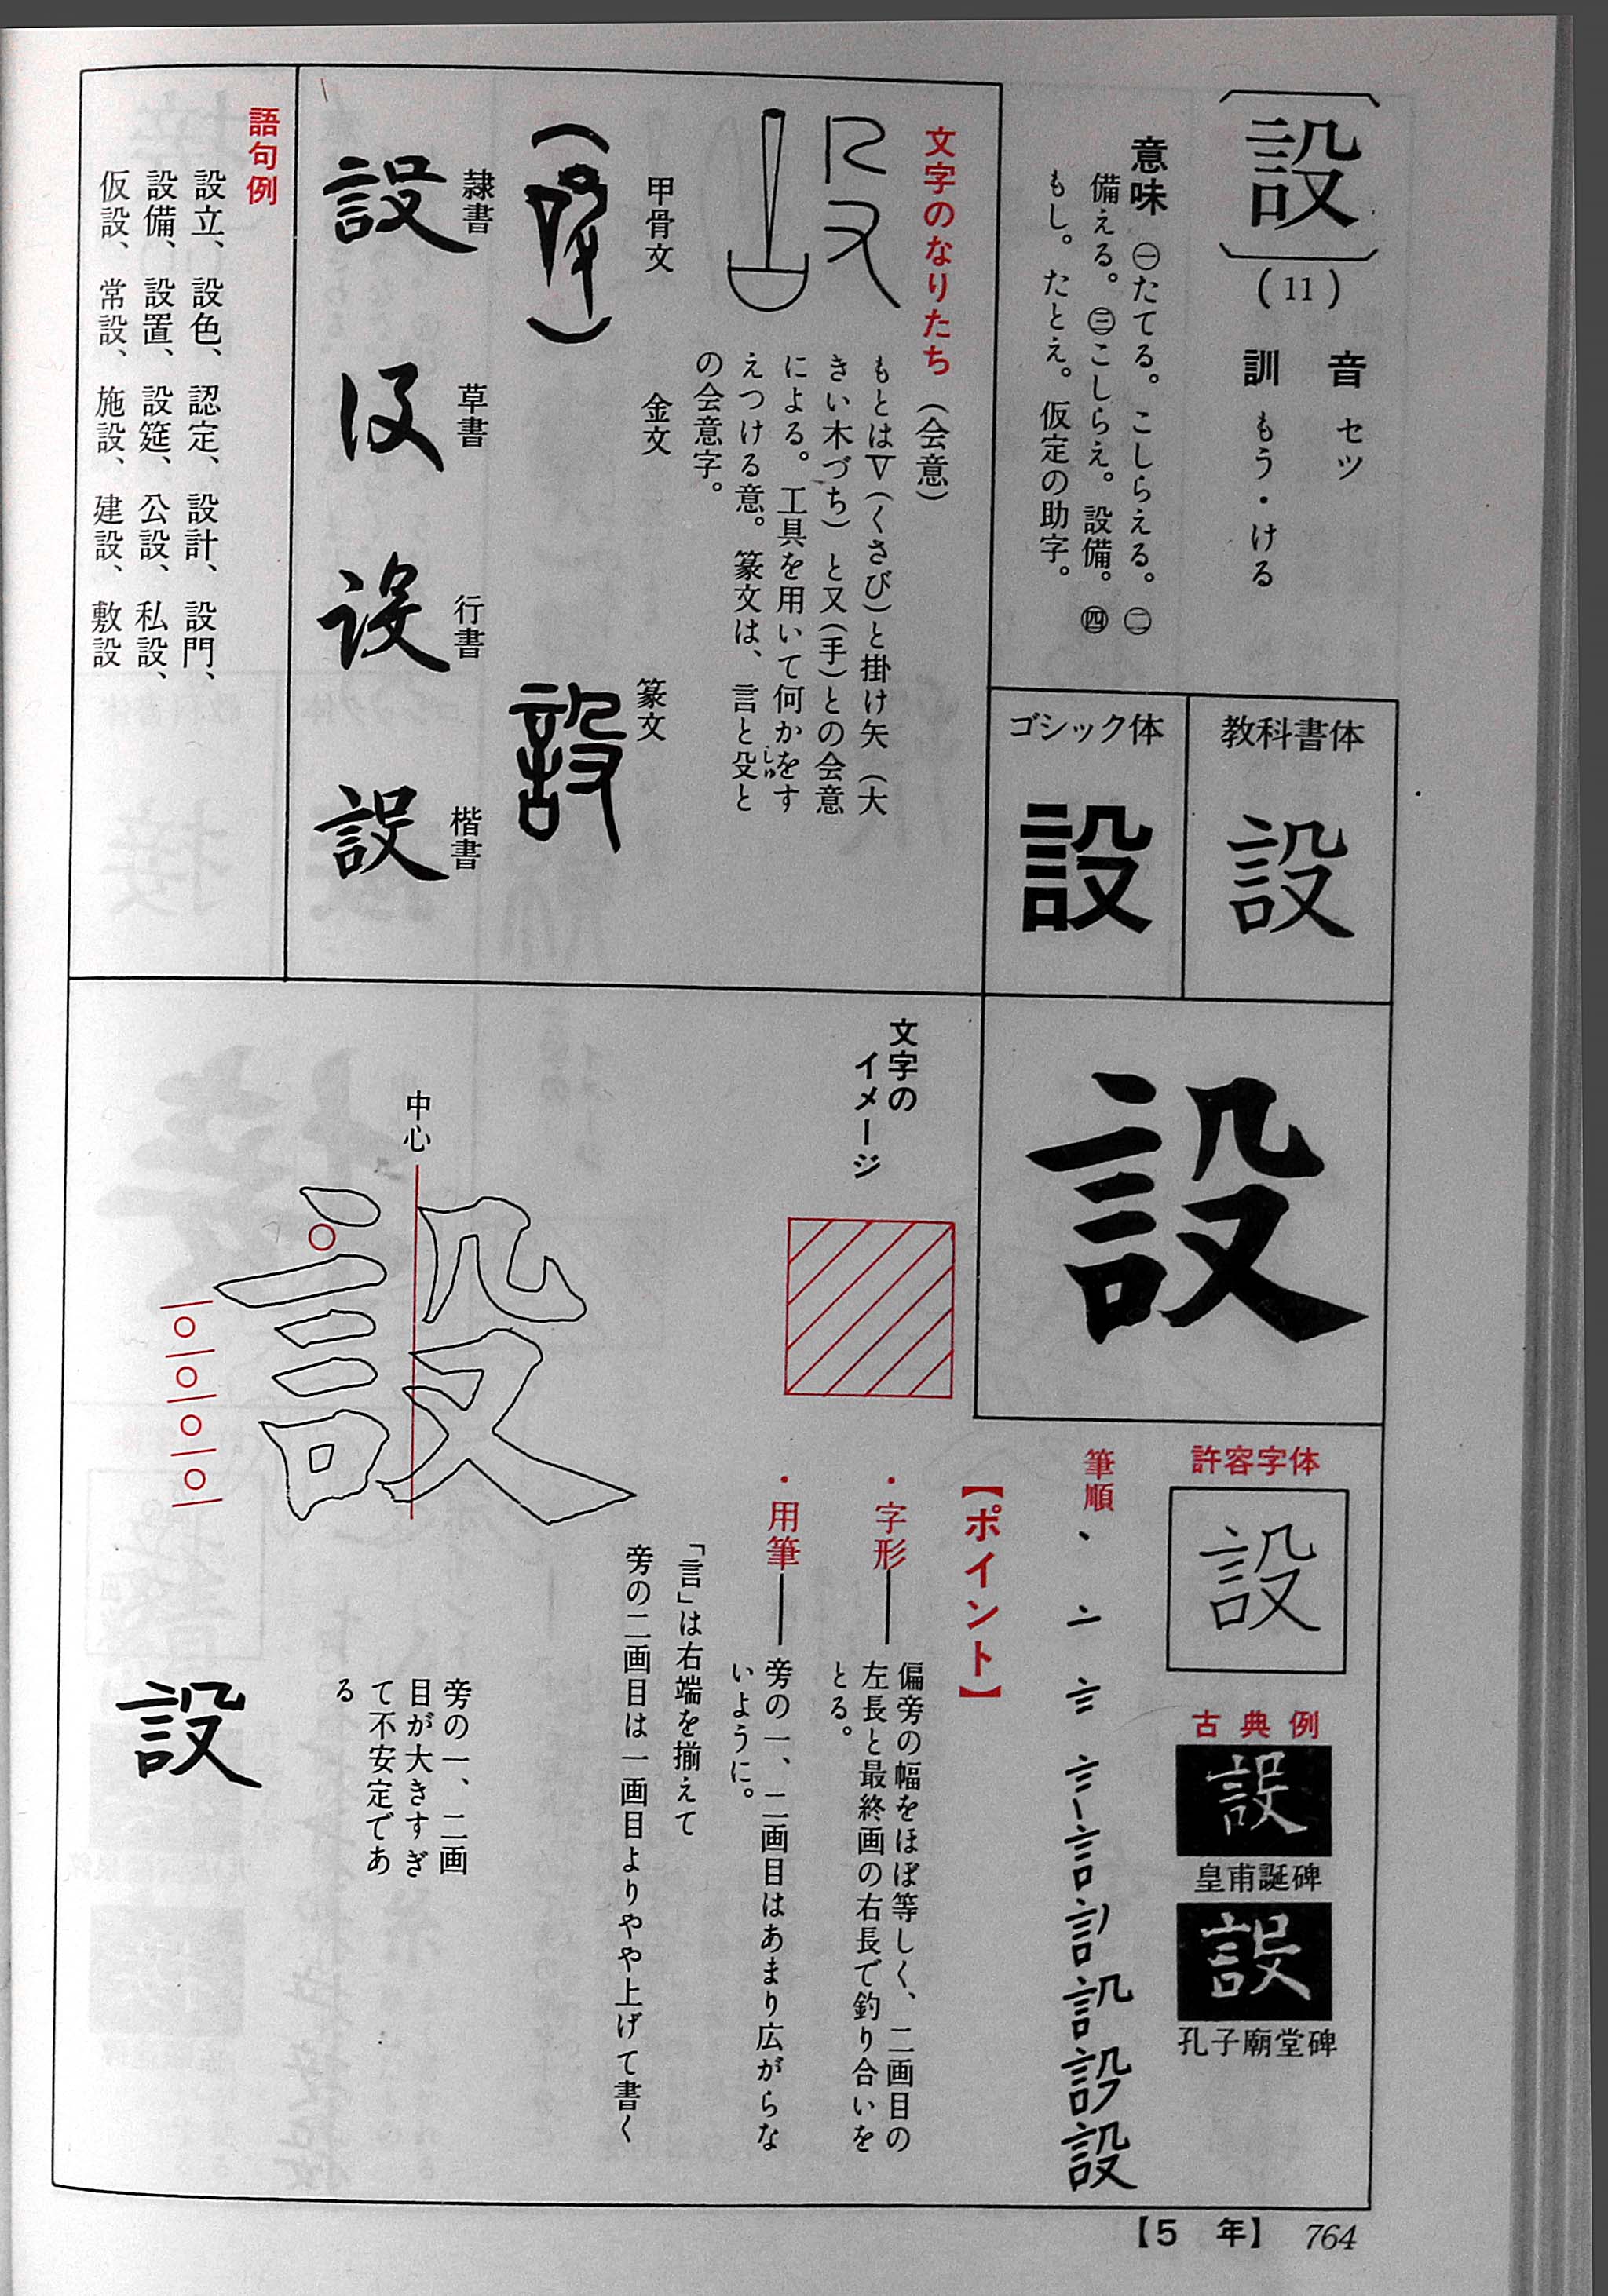 設
(11)
音 セツ
訓 もう・ける
意味 ㊀たてる。こしらえる。㊁
備える。㊂こしらえ。設備。㊃
もし。たとえ。仮定の助字。
教科書体
設
ゴシック体
設
文字のなりたち（会意）
もとは▽（くさび）と掛け矢（大
きい木づち）と又（手）との会意
による。工具を用いて何かをす
えつける意。篆文は、言と殳と
しゅ
の会意字。
甲骨文
金文
篆文
設
隷書
設
草書
設
行書
設
楷書
設
語句例
設立、設色、認定、設計、設門、
設備、設置、設筵、公設、私設、
仮設、常設、施設、建設、敷設
設
許容字体
設
古典例
設
皇甫誕碑
設
孔子廟堂碑
筆順
文字の
イメージ
【ポイント】
・字形——偏旁の幅をほぼ等しく、二画目の
左長と最終画の右長で釣り合いを
とる。
・用筆——旁の一、二画目はあまり広がらな
いように。
「言」は右端を揃えて
旁の二画目は一画目よりやや上げて書く
中心
設
旁の一、二画
目が大きすぎ
て不安定であ
る
設
【5 年】 764